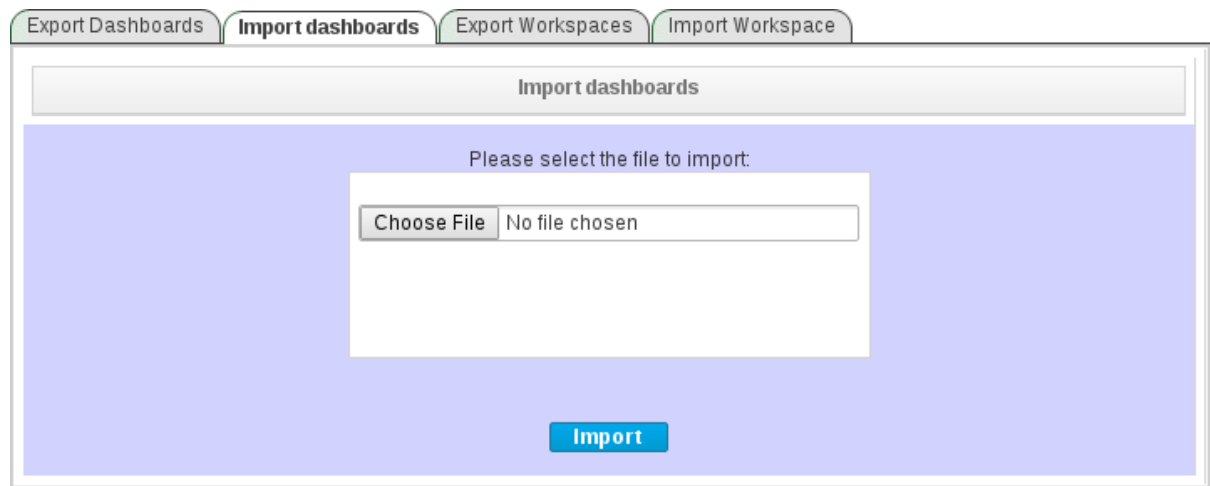 Export Dashboards Import dashboards Export Workspaces Import Workspace
Import dashboards
Please select the file to import:
Choose File No file chosen
Import